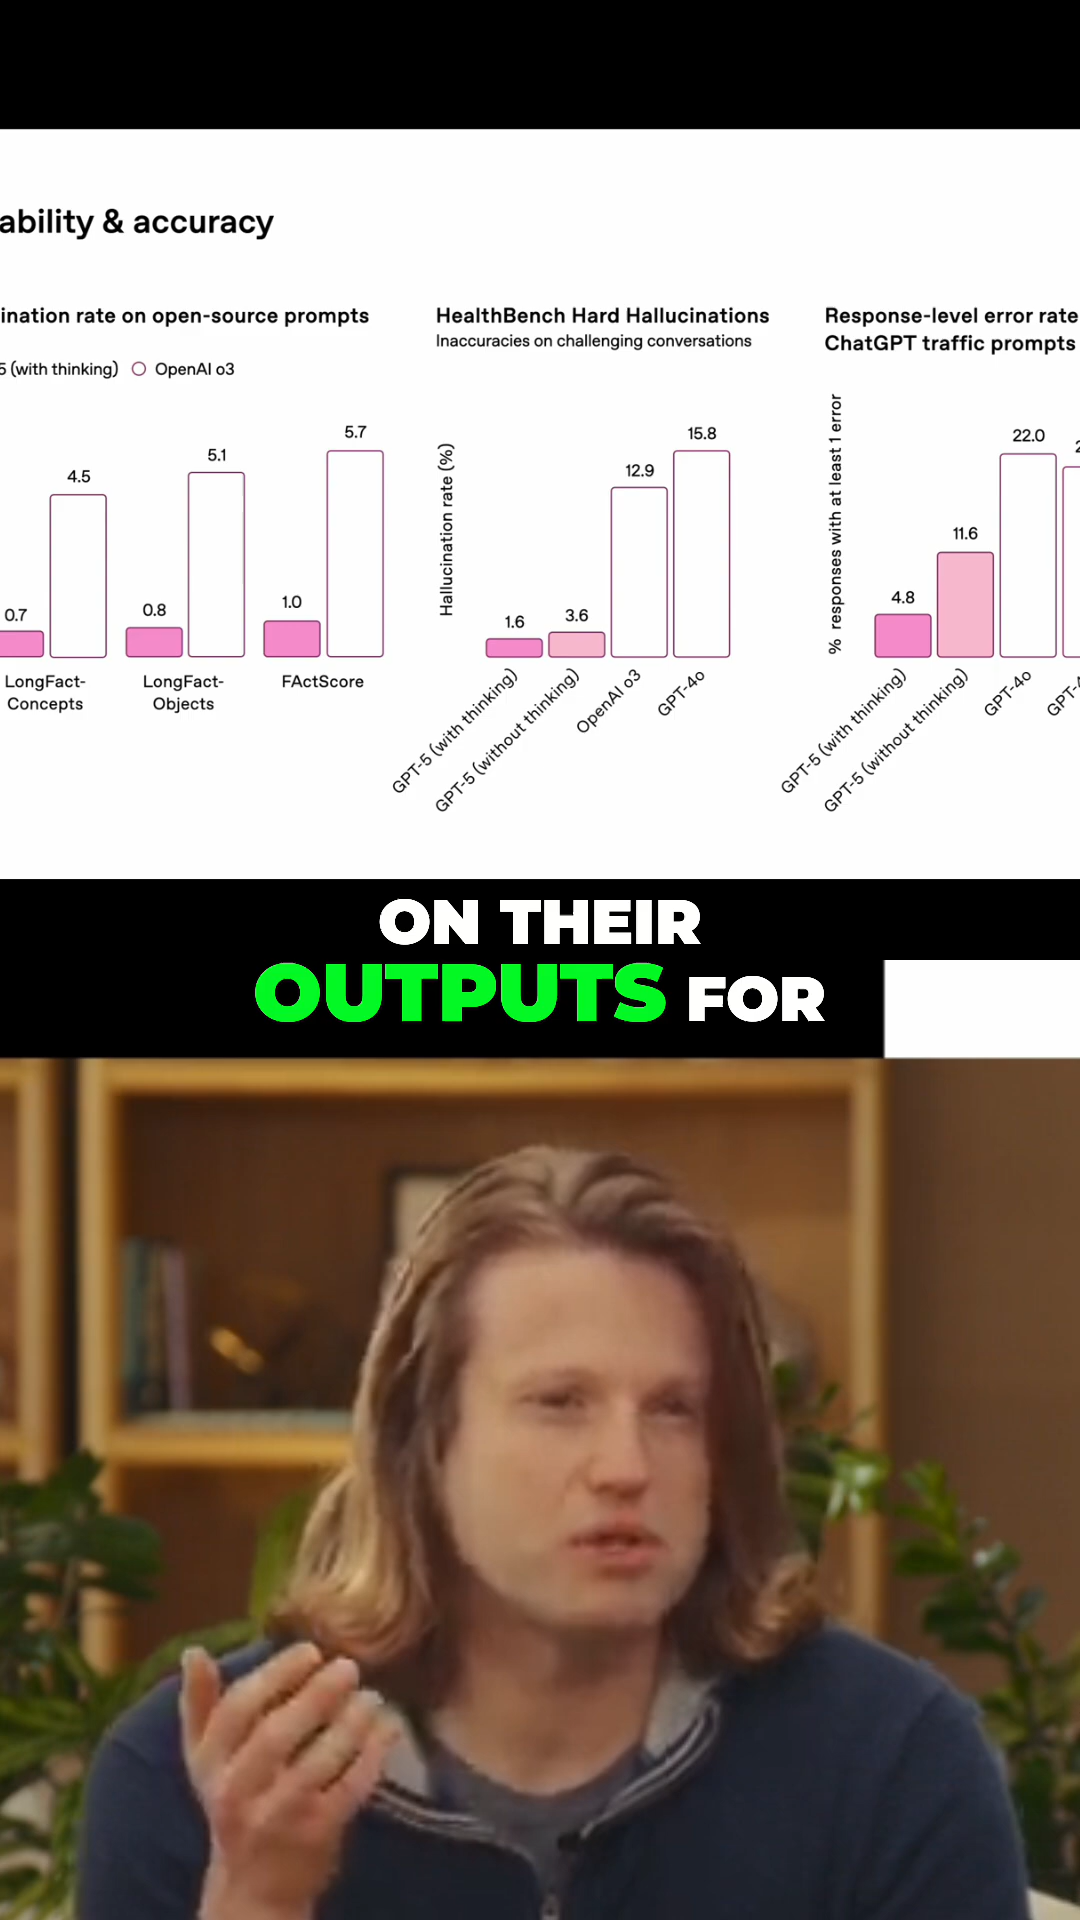 ability & accuracy
ination rate on open-source prompts
5 (with thinking) OpenAI o3
0.7
4.5
0.8
5.1
1.0
5.7
LongFact-
Concepts
LongFact-
Objects
FActScore
HealthBench Hard Hallucinations
Inaccuracies on challenging conversations
Hallucination rate (%)
1.6
3.6
12.9
15.8
GPT-5 (with thinking)
GPT-5 (without thinking)
OpenAI o3
GPT-4o
Response-level error rate
ChatGPT traffic prompts
% responses with at least 1 error
4.8
11.6
22.0
2
GPT-5 (with thinking)
GPT-5 (without thinking)
GPT-4o
GPT-4
ON THEIR
OUTPUTS FOR